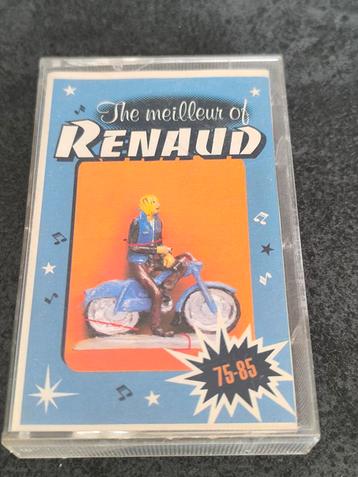 The meilleur of
RENAUD
75-85